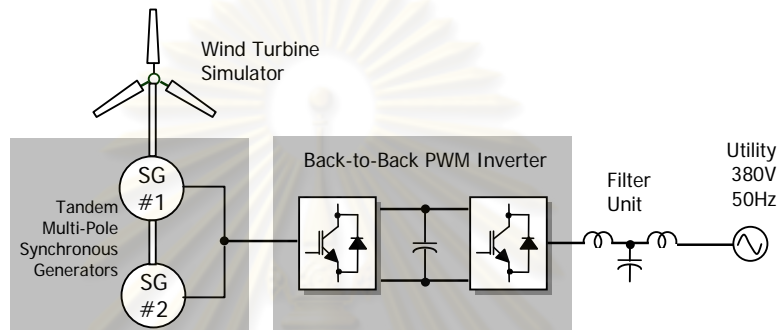 Wind Turbine
Simulator
Back-to-Back PWM Inverter
SG
#1
Tandem
Multi-Pole
Synchronous
Generators
SG
#2
Filter
Unit
Utility
380V
50Hz